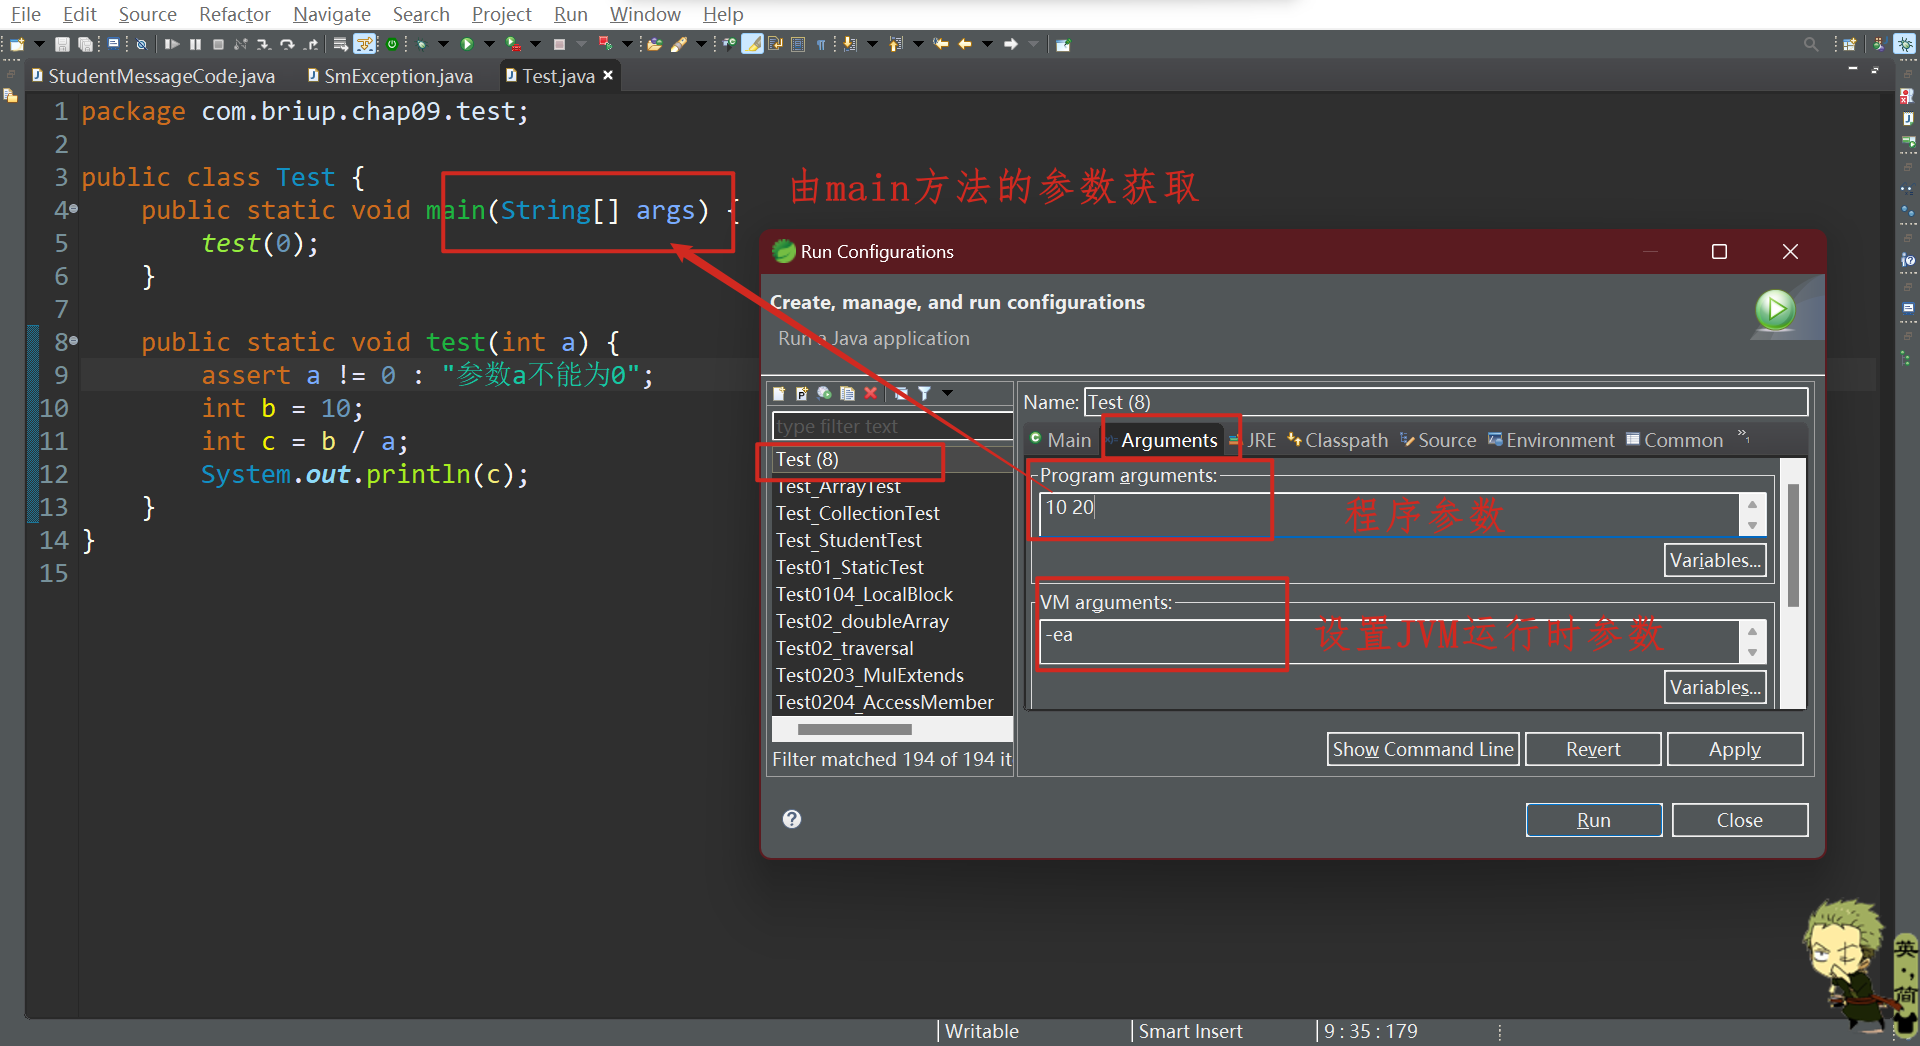 File Edit Source Refactor Navigate Search Project Run Window Help
StudentMessageCode.java SmException.java Test.java
1 package com.briup.chap09.test;
2
3 public class Test {
4 public static void main(String[] args) {
5 test(0);
6 }
7
8 public static void test(int a) {
9 assert a != 0 : "参数a不能为0";
10 int b = 10;
11 int c = b / a;
12 System.out.println(c);
13 }
14 }
15
由main方法的参数获取
Run Configurations
Create, manage, and run configurations
Run a Java application
type filter text
Test (8)
Test_ArrayTest
Test_CollectionTest
Test_StudentTest
Test01_StaticTest
Test0104_LocalBlock
Test02_doubleArray
Test02_traversal
Test0203_MulExtends
Test0204_AccessMember
Filter matched 194 of 194 it
Name: Test (8)
Main Arguments JRE Classpath Source Environment Common »1
Program arguments:
10 20
程序参数
Variables...
VM arguments:
-ea
设置JVM运行时参数
Variables...
Show Command Line Revert Apply
Run Close
英
简
Writable Smart Insert 9 : 35 : 179